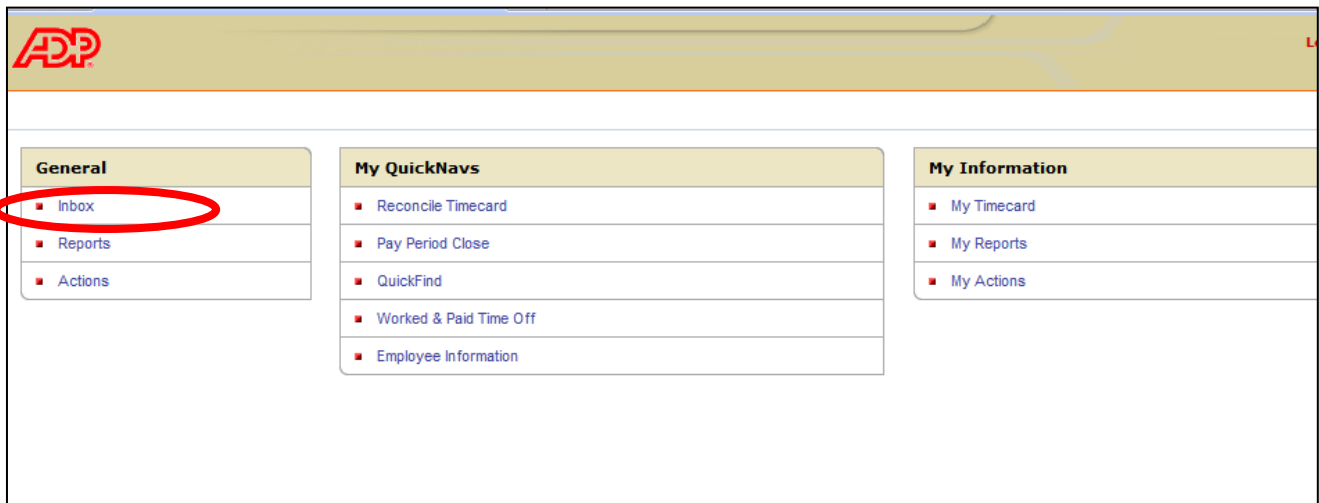 ADP
General
Inbox
Reports
Actions
My QuickNavs
Reconcile Timecard
Pay Period Close
QuickFind
Worked & Paid Time Off
Employee Information
My Information
My Timecard
My Reports
My Actions